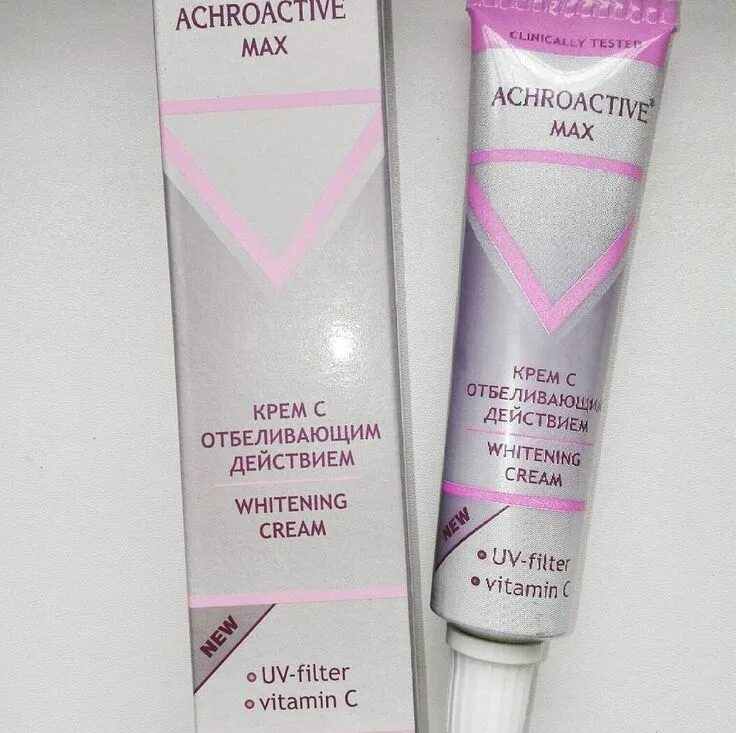 ACHROACTIVE
MAX
КРЕМ С
ОТБЕЛИВАЮЩИМ
ДЕЙСТВИЕМ
WHITENING
CREAM
NEW
UV-filter
vitamin C
CLINICALLY TESTED
ACHROACTIVE®
MAX
КРЕМ С
ОТБЕЛИВАЮЩИМ
ДЕЙСТВИЕМ
WHITENING
CREAM
NEW
• UV-filter
• vitamin C